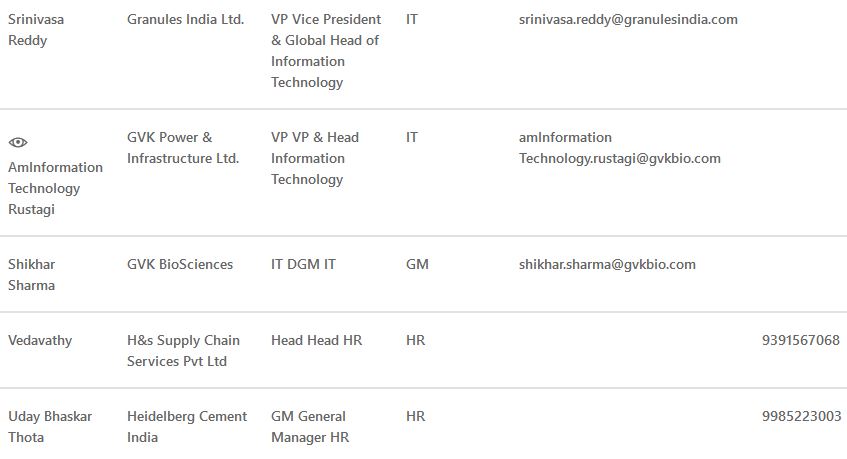 Srinivasa Granules India Ltd. VP Vice President IT srinivasa.reddy@granulesindia.com
Reddy & Global Head of
Information
Technology
GVK Power & VP VP & Head IT amInformation
Infrastructure Ltd. Information Technology.rustagi@gvkbio.com
AmInformation Technology
Technology
Rustagi
Shikhar GVK BioSciences IT DGM IT GM shikhar.sharma@gvkbio.com
Sharma
Vedavathy H&s Supply Chain Head Head HR HR 9391567068
Services Pvt Ltd
Uday Bhaskar Heidelberg Cement GM General HR 9985223003
Thota India Manager HR